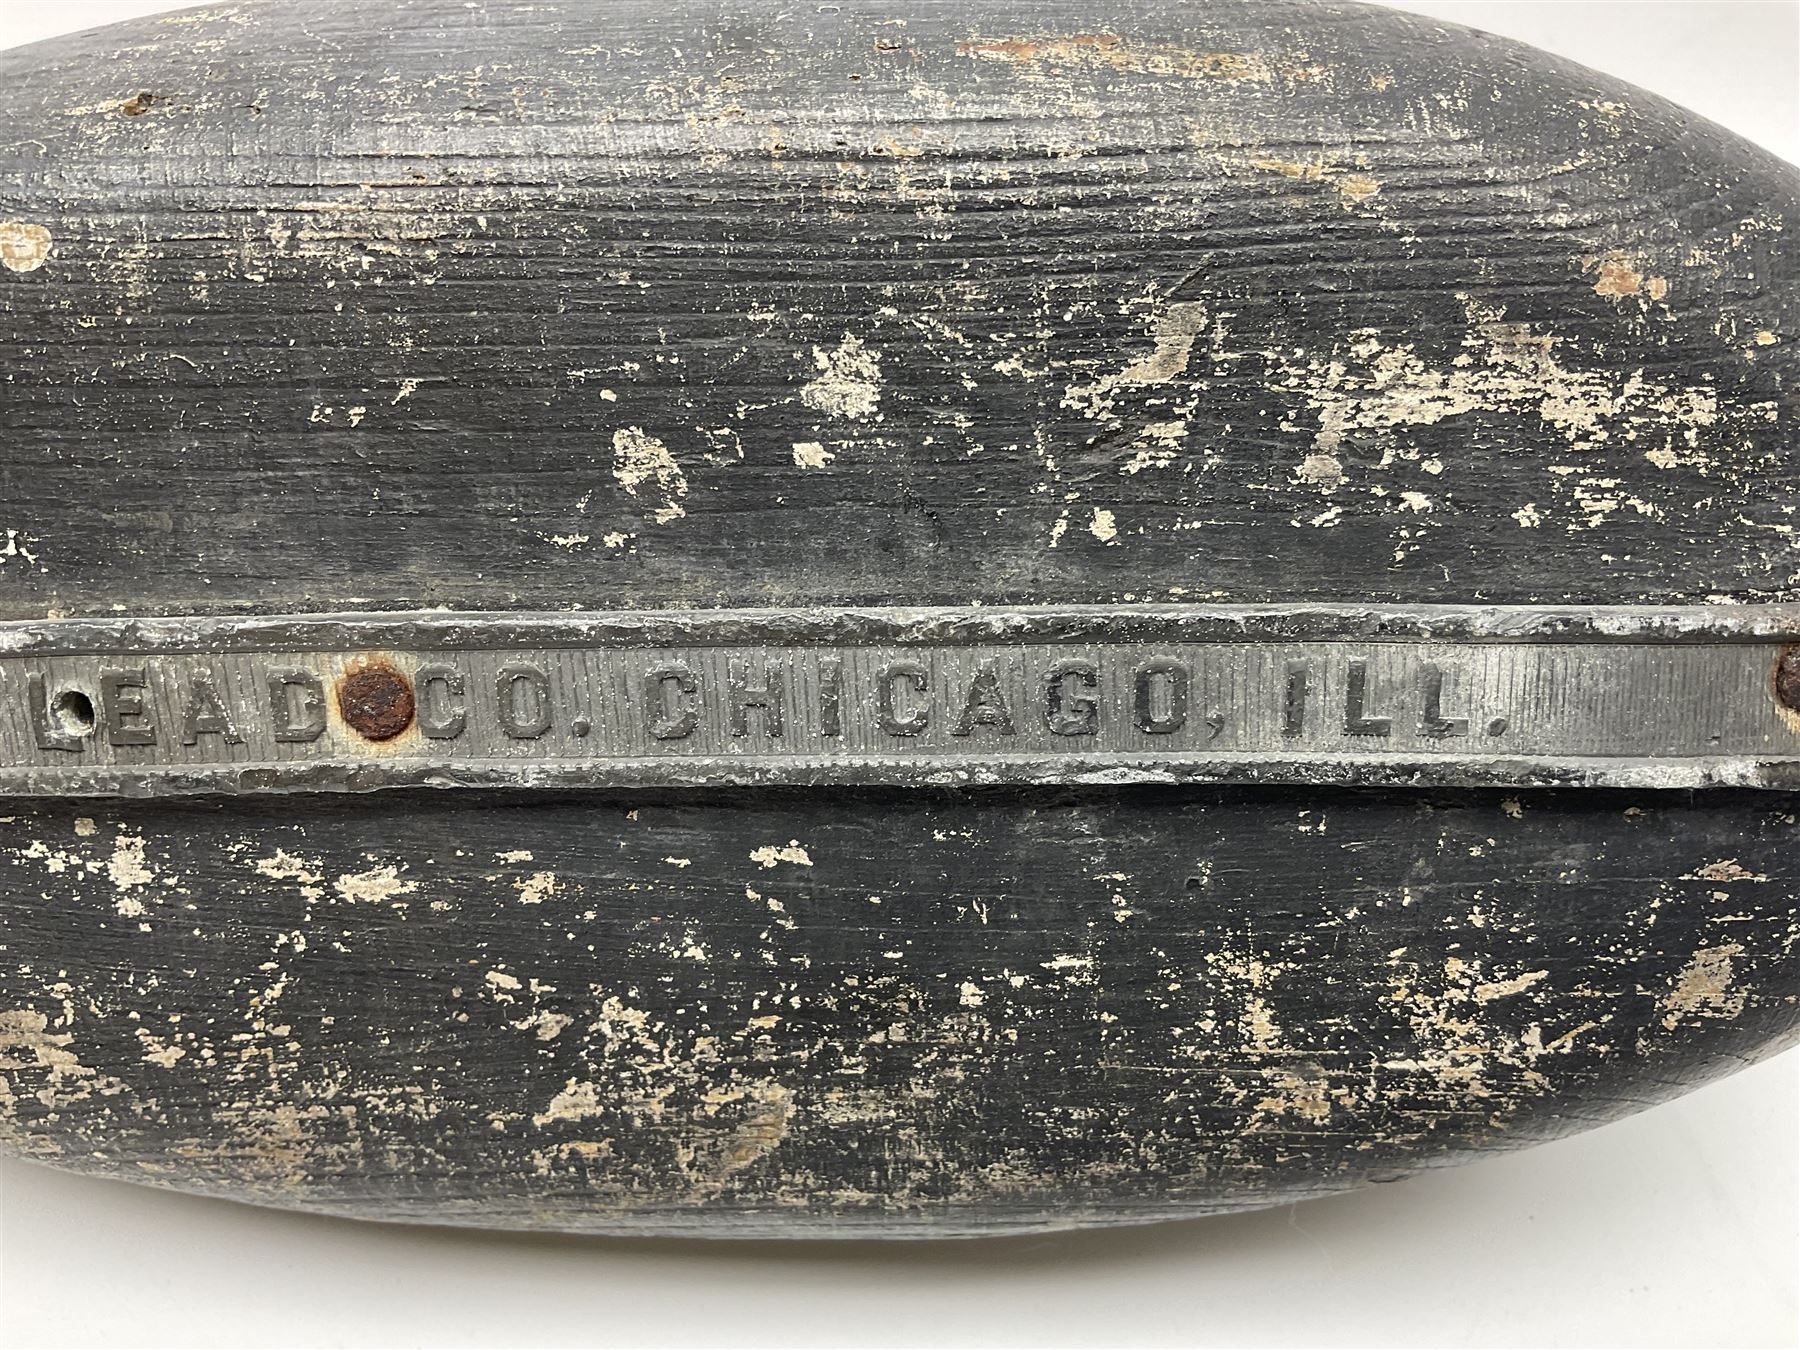 LEAD CO. CHICAGO, ILL.